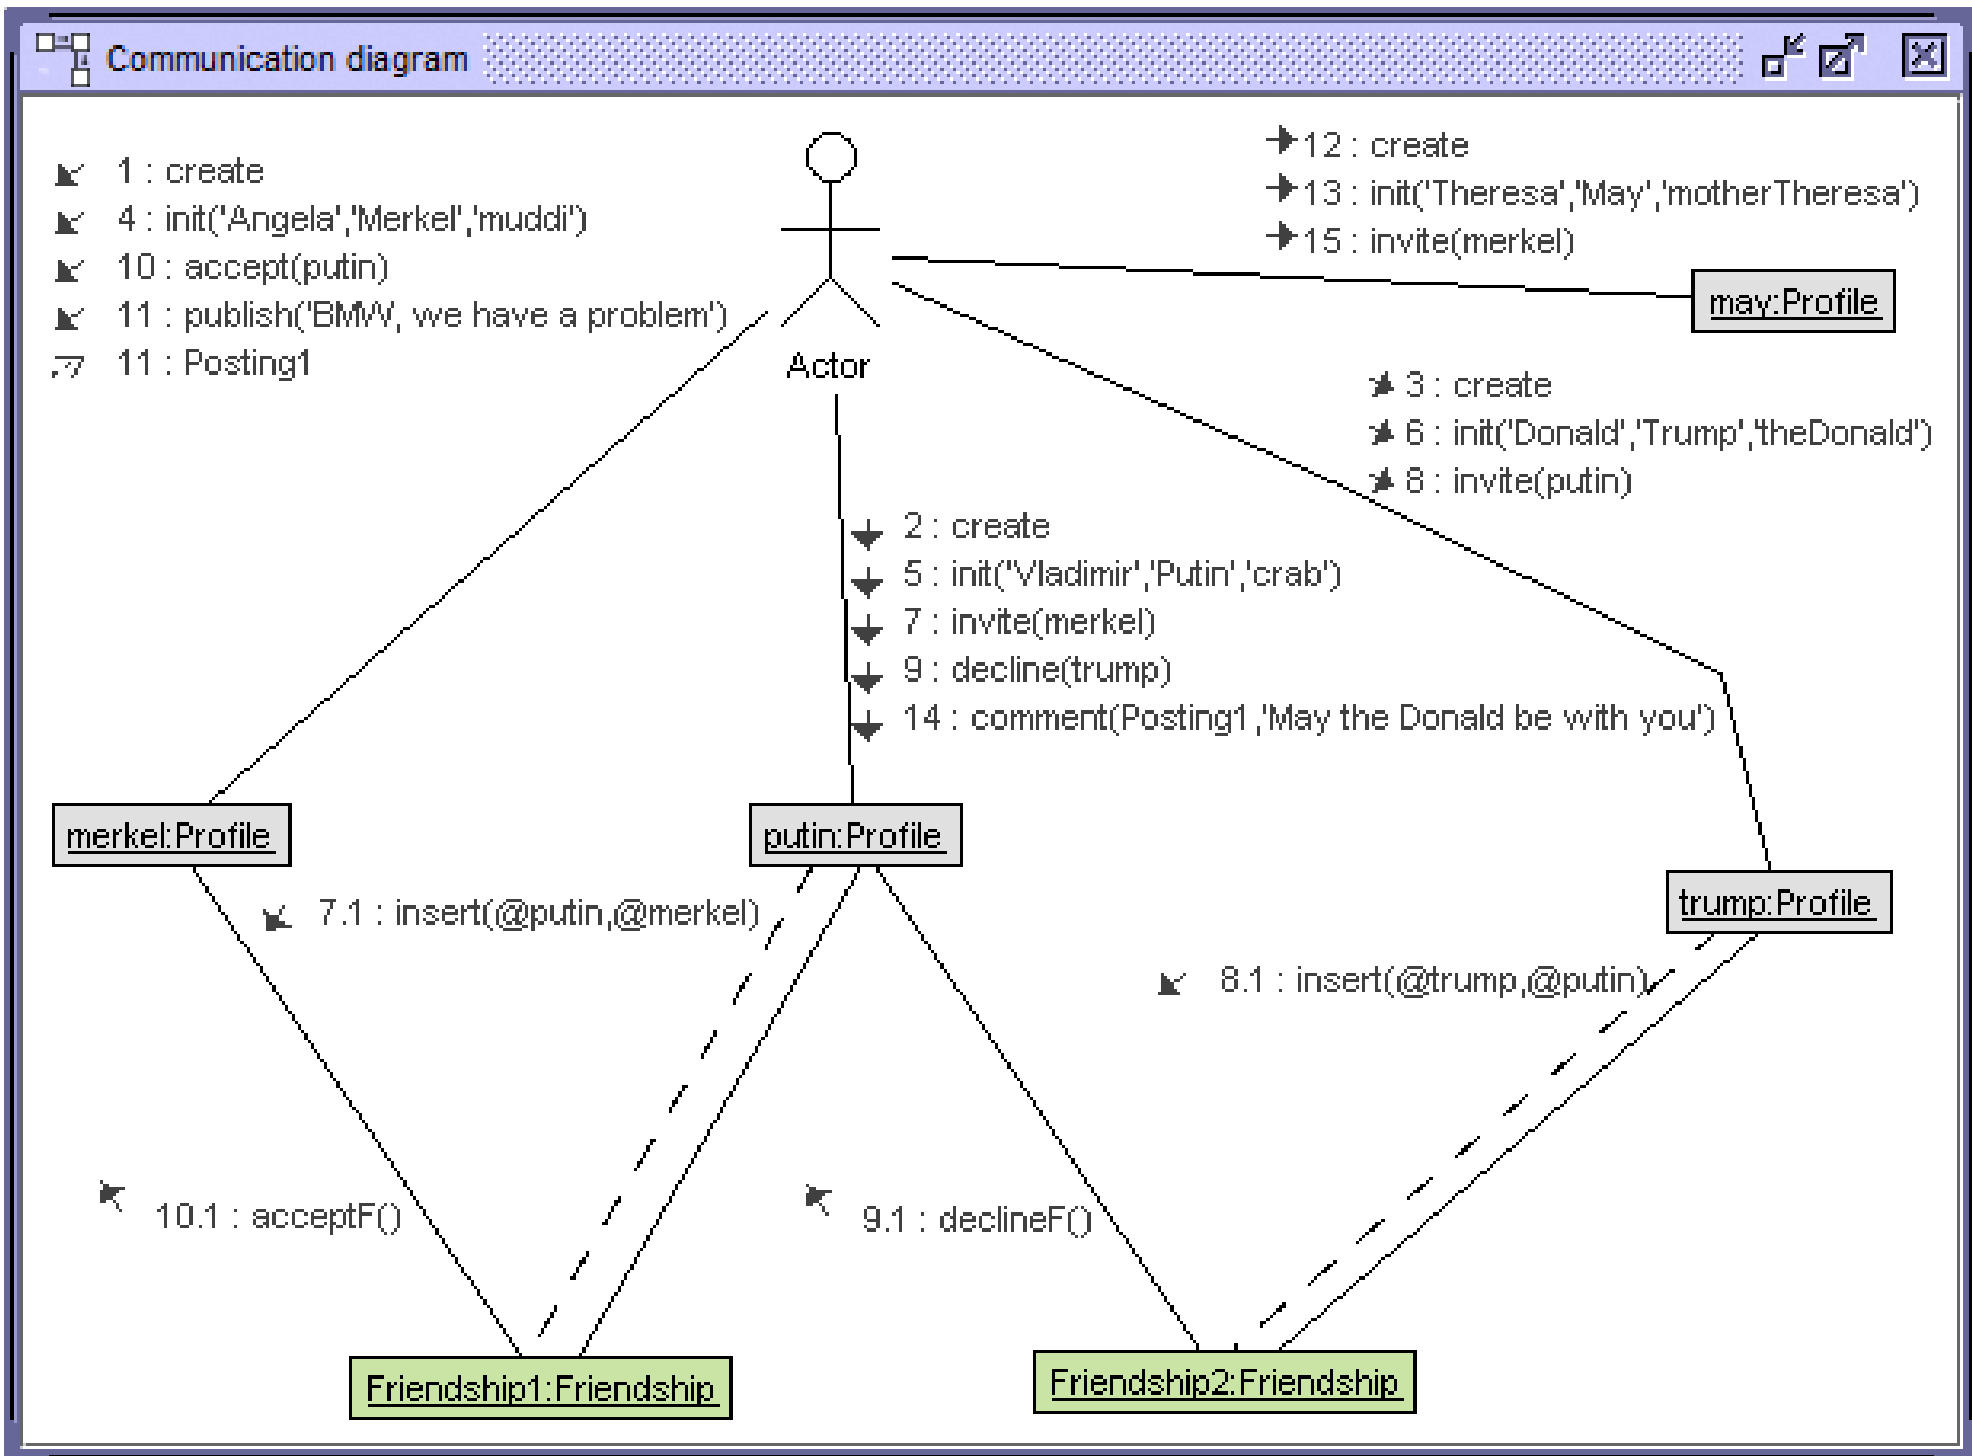 Communication diagram
1 : create
4 : init('Angela','Merkel','muddi')
10 : accept(putin)
11 : publish('BMW, we have a problem')
11 : Posting1
Actor
12 : create
13 : init('Theresa','May','motherTheresa')
15 : invite(merkel)
may:Profile
3 : create
6 : init('Donald','Trump','theDonald')
8 : invite(putin)
2 : create
5 : init('Vladimir','Putin','crab')
7 : invite(merkel)
9 : decline(trump)
14 : comment(Posting1,'May the Donald be with you')
merkel:Profile
putin:Profile
trump:Profile
7.1 : insert(@putin,@merkel)
8.1 : insert(@trump,@putin)
10.1 : acceptF()
9.1 : declineF()
Friendship1:Friendship
Friendship2:Friendship